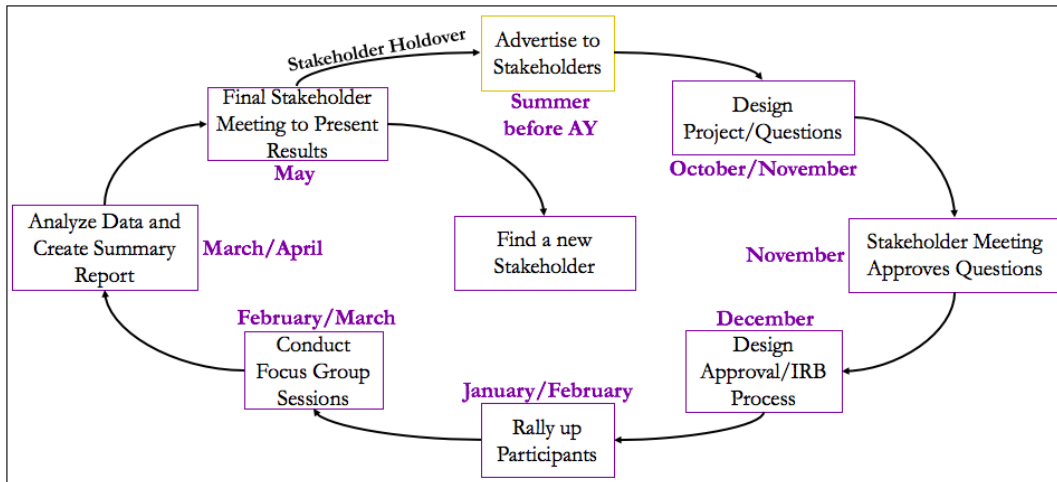 Stakeholder Holdover
Advertise to
Stakeholders
Summer
before AY
Design
Project/Questions
October/November
Stakeholder Meeting
Approves Questions
November
December
Design
Approval/IRB
Process
January/February
Rally up
Participants
February/March
Conduct
Focus Group
Sessions
Analyze Data and
Create Summary
Report
March/April
Final Stakeholder
Meeting to Present
Results
May
Find a new
Stakeholder